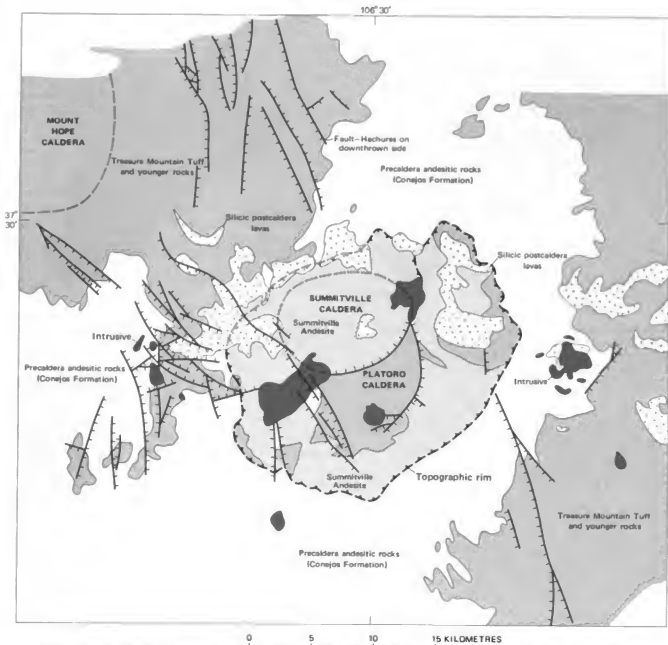 106°30'
MOUNT
HOPE
CALDERA
Fault—Hachures on
downthrown side
Treasure Mountain Tuff
and younger rocks
Precaldera andesitic rocks
(Conejos Formation)
37°
30'
Silicic postcaldera
lavas
Silicic postcaldera
lavas
SUMMITVILLE
CALDERA
Summitville
Andesite
Intrusive
Precaldera andesitic rocks
(Conejos Formation)
PLATORO
CALDERA
Intrusive
Summitville
Andesite
Topographic rim
Treasure Mountain Tuff
and younger rocks
Precaldera andesitic rocks
(Conejos Formation)
0 5 10 15 KILOMETRES